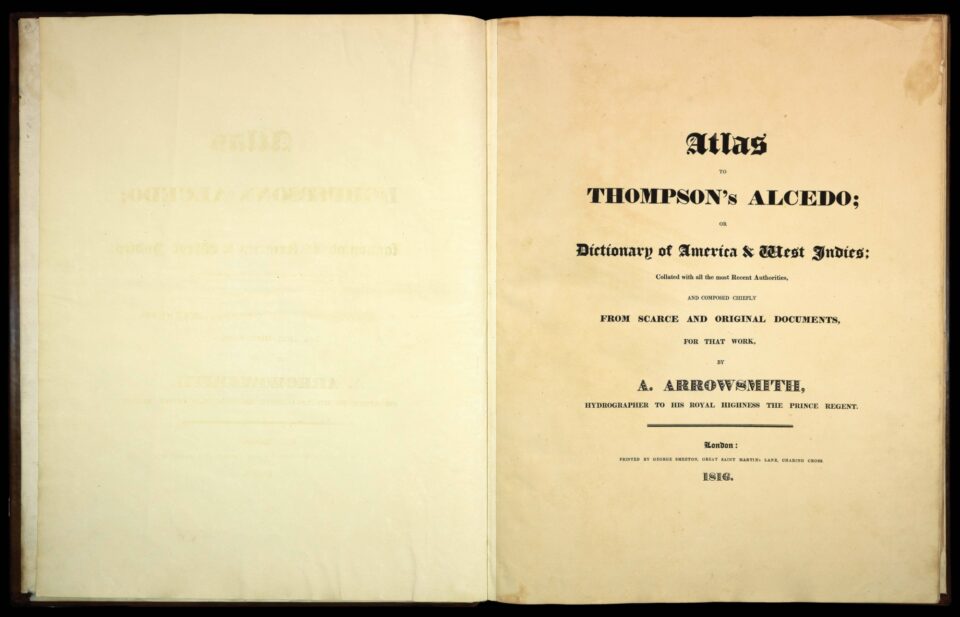 Atlas
TO
THOMPSON's ALCEDO;
OR
Dictionary of America & West Indies:
Collated with all the most Recent Authorities,
AND COMPOSED CHIEFLY
FROM SCARCE AND ORIGINAL DOCUMENTS,
FOR THAT WORK,
BY
A. ARROWSMITH,
HYDROGRAPHER TO HIS ROYAL HIGHNESS THE PRINCE REGENT.
London:
PRINTED BY GEORGE SMEETON, GREAT SAINT MARTIN's LANE, CHARING CROSS.
1816.